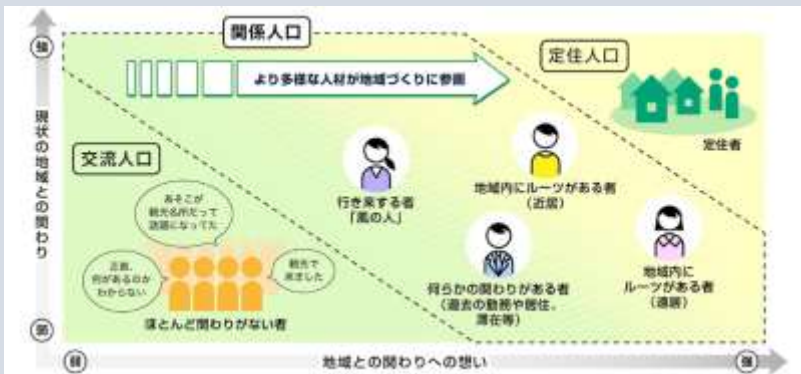 関係人口
強
定住人口
より多様な人材が地域づくりに参画
現状の地域との関わり
交流人口
定住者
あそこが
観光名所だって
話題になってた
行き来する者
「風の人」
地域内にルーツがある者
（近居）
正直、
何があるのか
わからない
観光で
来ました
何らかの関わりがある者
（過去の勤務や居住、
滞在等）
地域内に
ルーツがある者
（遠居）
ほとんど関わりがない者
弱
弱
地域との関わりへの想い
強